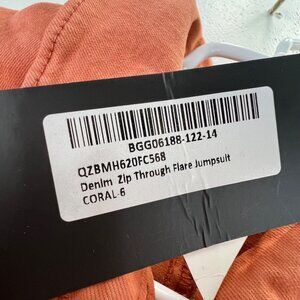 BGG06188-122-14
QZBMH620FC568
Denim Zip Through Flare Jumpsuit
CORAL-6